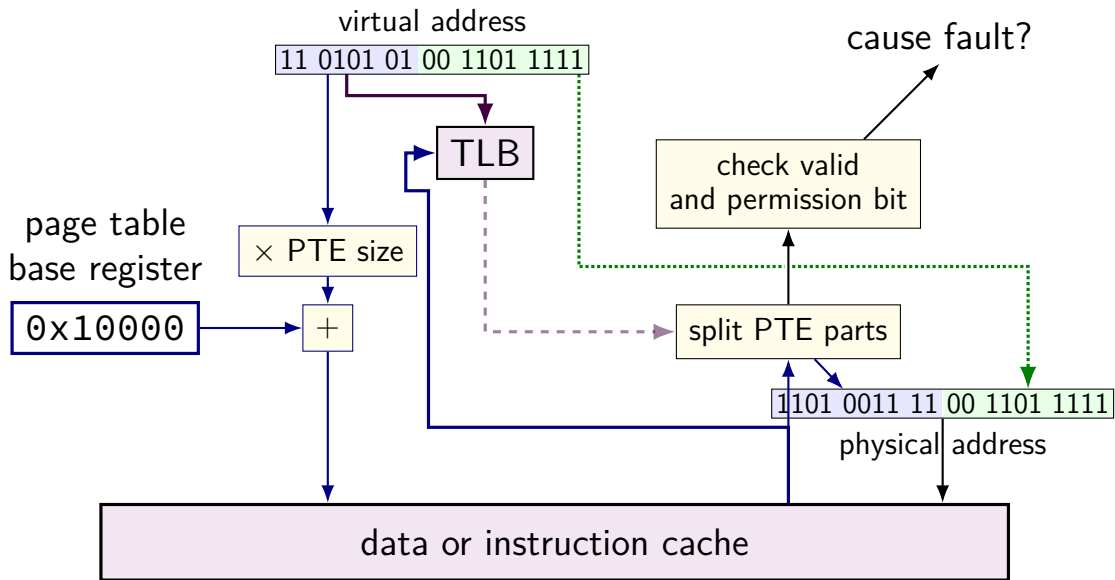 virtual address
11 0101 01 00 1101 1111
cause fault?
TLB
check valid
and permission bit
page table
base register
× PTE size
0x10000
+
split PTE parts
1101 0011 11 00 1101 1111
physical address
data or instruction cache